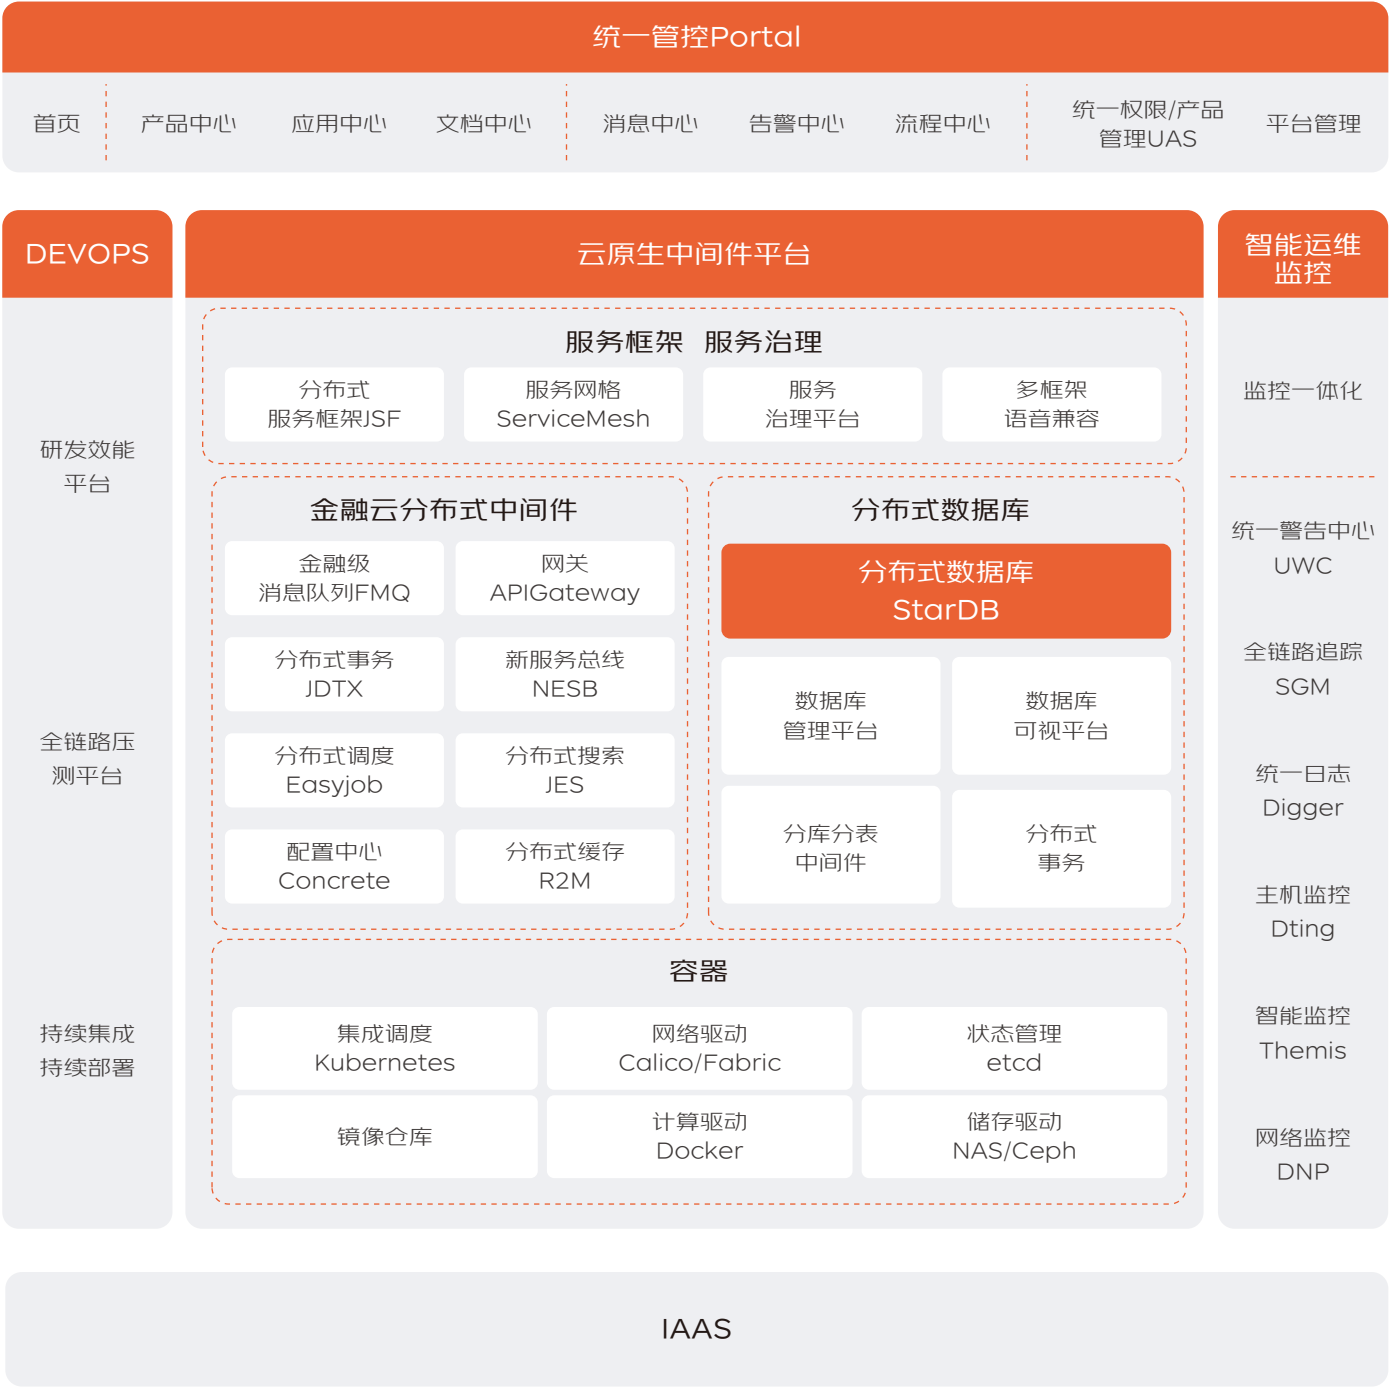 统一管控Portal
首页
产品中心
应用中心
文档中心
消息中心
告警中心
流程中心
统一权限/产品
管理UAS
平台管理
DEVOPS
研发效能
平台
全链路压
测平台
持续集成
持续部署
云原生中间件平台
服务框架 服务治理
分布式
服务框架JSF
服务网格
ServiceMesh
服务
治理平台
多框架
语音兼容
金融云分布式中间件
金融级
消息队列FMQ
网关
APIGateway
分布式事务
JDTX
新服务总线
NESB
分布式调度
Easyjob
分布式搜索
JES
配置中心
Concrete
分布式缓存
R2M
分布式数据库
分布式数据库
StarDB
数据库
管理平台
数据库
可视平台
分库分表
中间件
分布式
事务
容器
集成调度
Kubernetes
网络驱动
Calico/Fabric
状态管理
etcd
镜像仓库
计算驱动
Docker
储存驱动
NAS/Ceph
智能运维
监控
监控一体化
统一警告中心
UWC
全链路追踪
SGM
统一日志
Digger
主机监控
Dting
智能监控
Themis
网络监控
DNP
IAAS